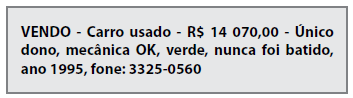 VENDO - Carro usado - R$ 14 070,00 - Único
dono, mecânica OK, verde, nunca foi batido,
ano 1995, fone: 3325-0560